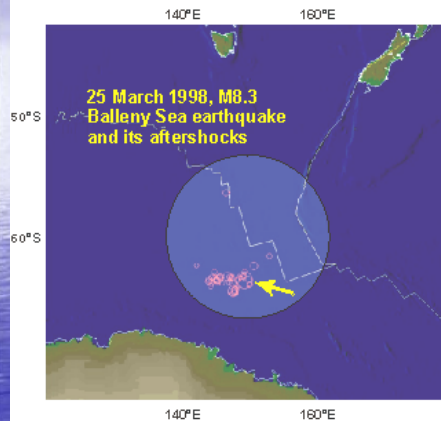 140°E 160°E
25 March 1998, M8.3
50°S
Balleny Sea earthquake
and its aftershocks
60°S
140°E 160°E